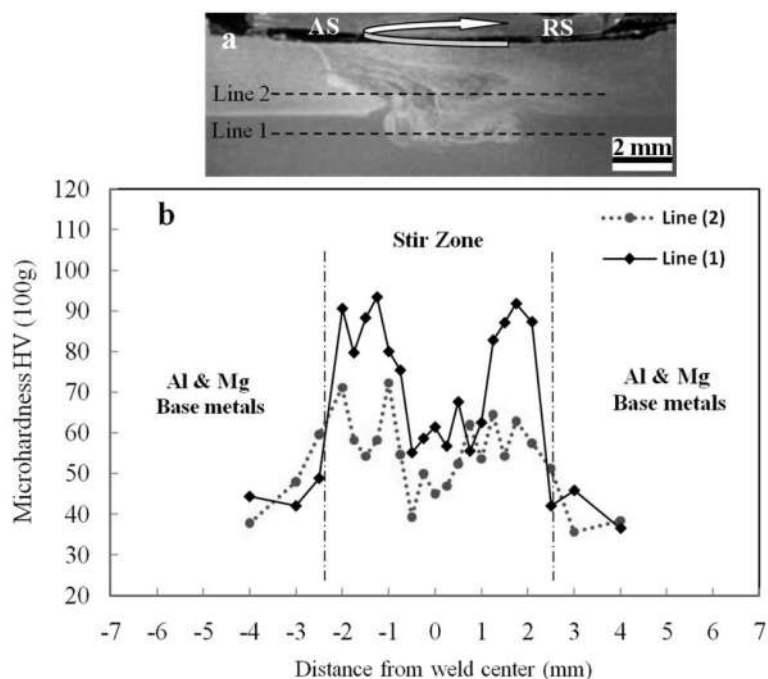 AS
RS
a
Line 2
Line 1
2 mm
b
Line (2)
Line (1)
Stir Zone
Al & Mg
Base metals
Al & Mg
Base metals
Microhardness HV (100g)
120
110
100
90
80
70
60
50
40
30
20
-7 -6 -5 -4 -3 -2 -1 0 1 2 3 4 5 6 7
Distance from weld center (mm)